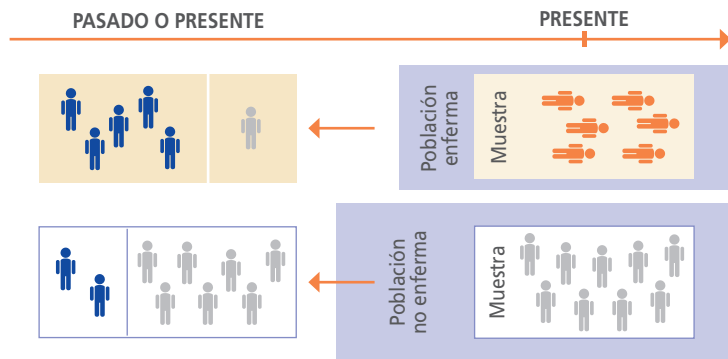 PASADO O PRESENTE
PRESENTE
Población
enferma
Muestra
Población
no enferma
Muestra